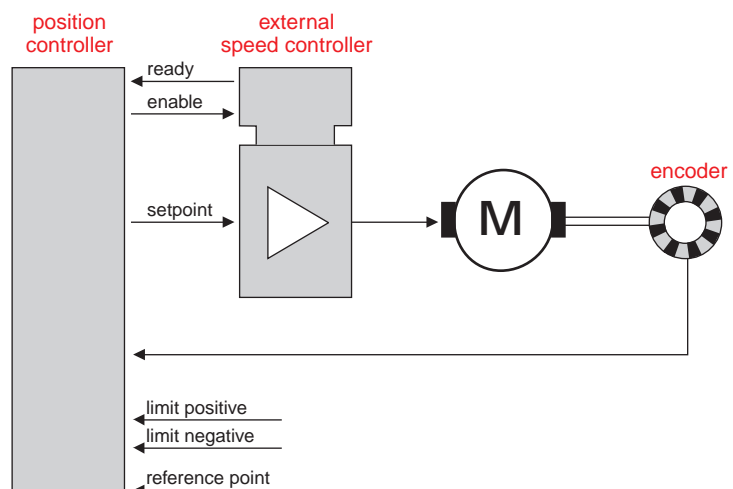 position
controller
external
speed controller
ready
enable
encoder
setpoint
M
limit positive
limit negative
reference point